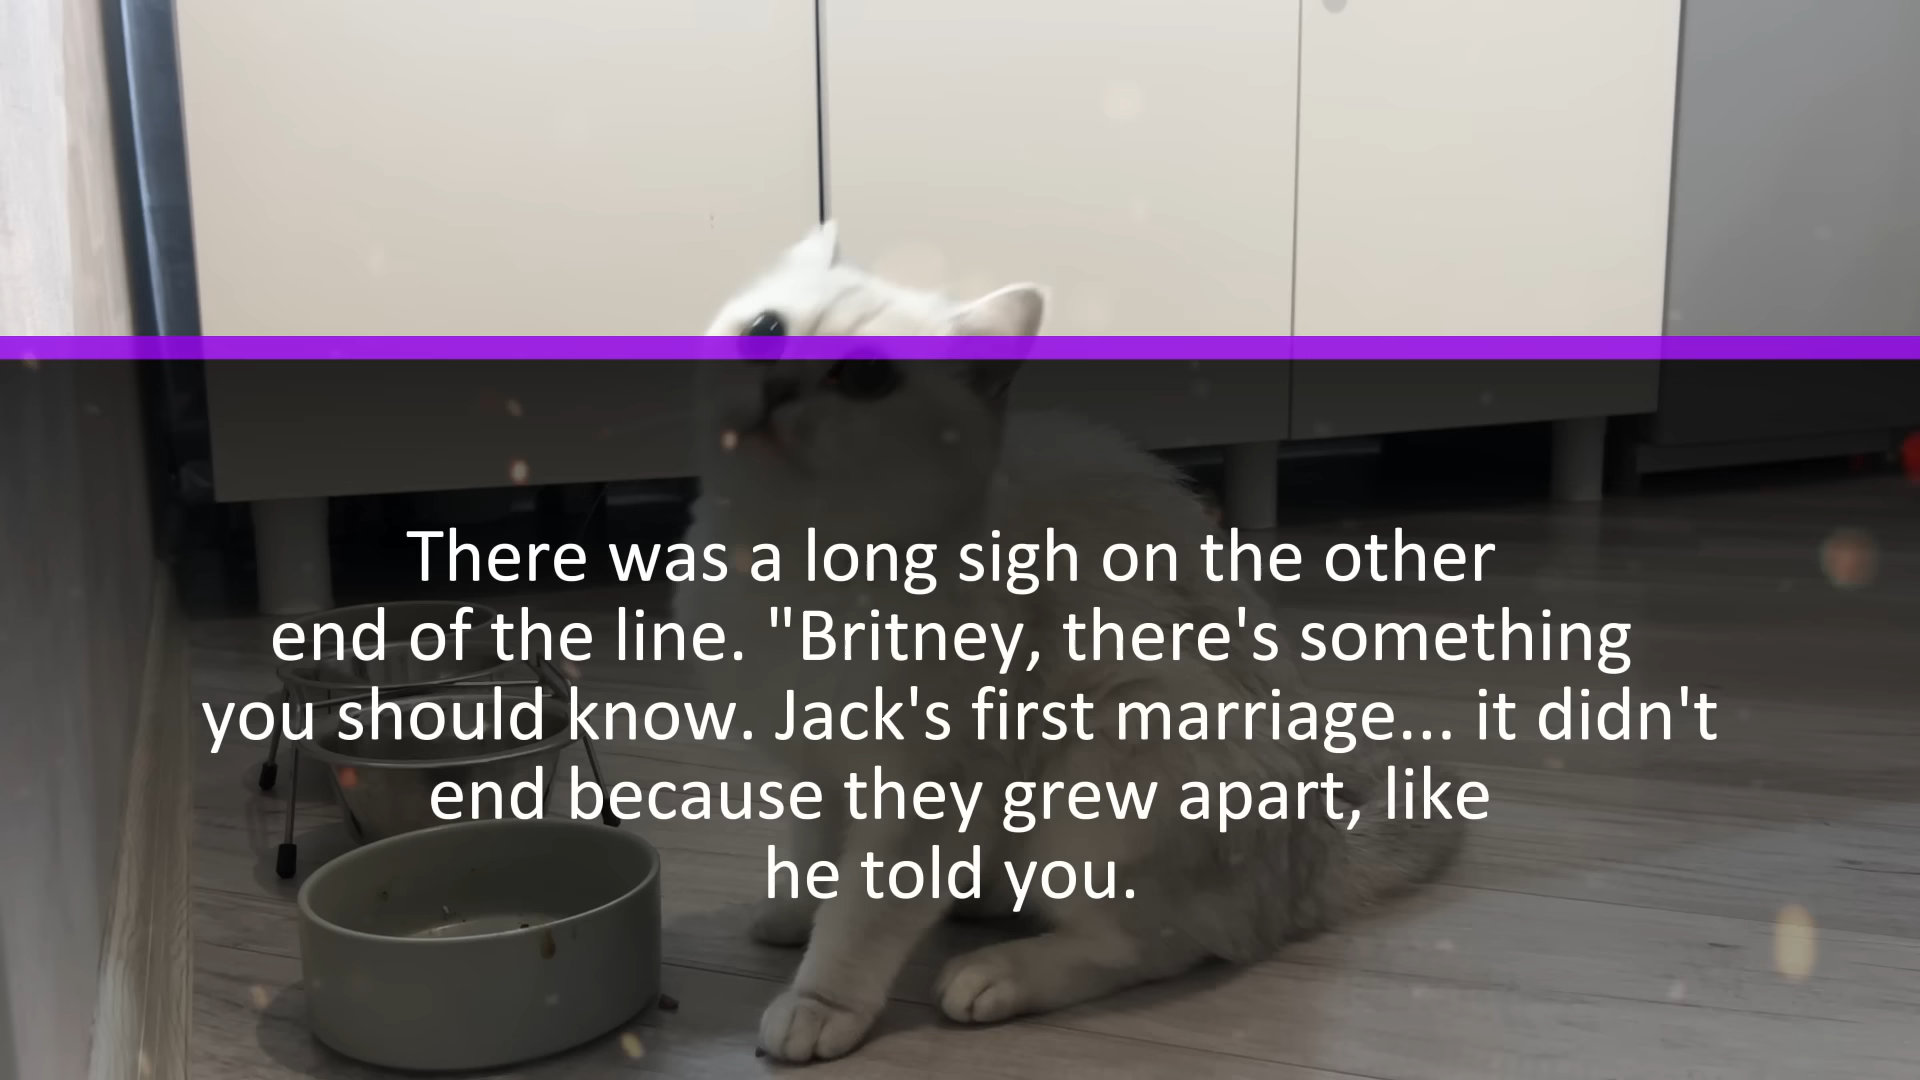 There was a long sigh on the other
end of the line. "Britney, there's something
you should know. Jack's first marriage... it didn't
end because they grew apart, like
he told you.